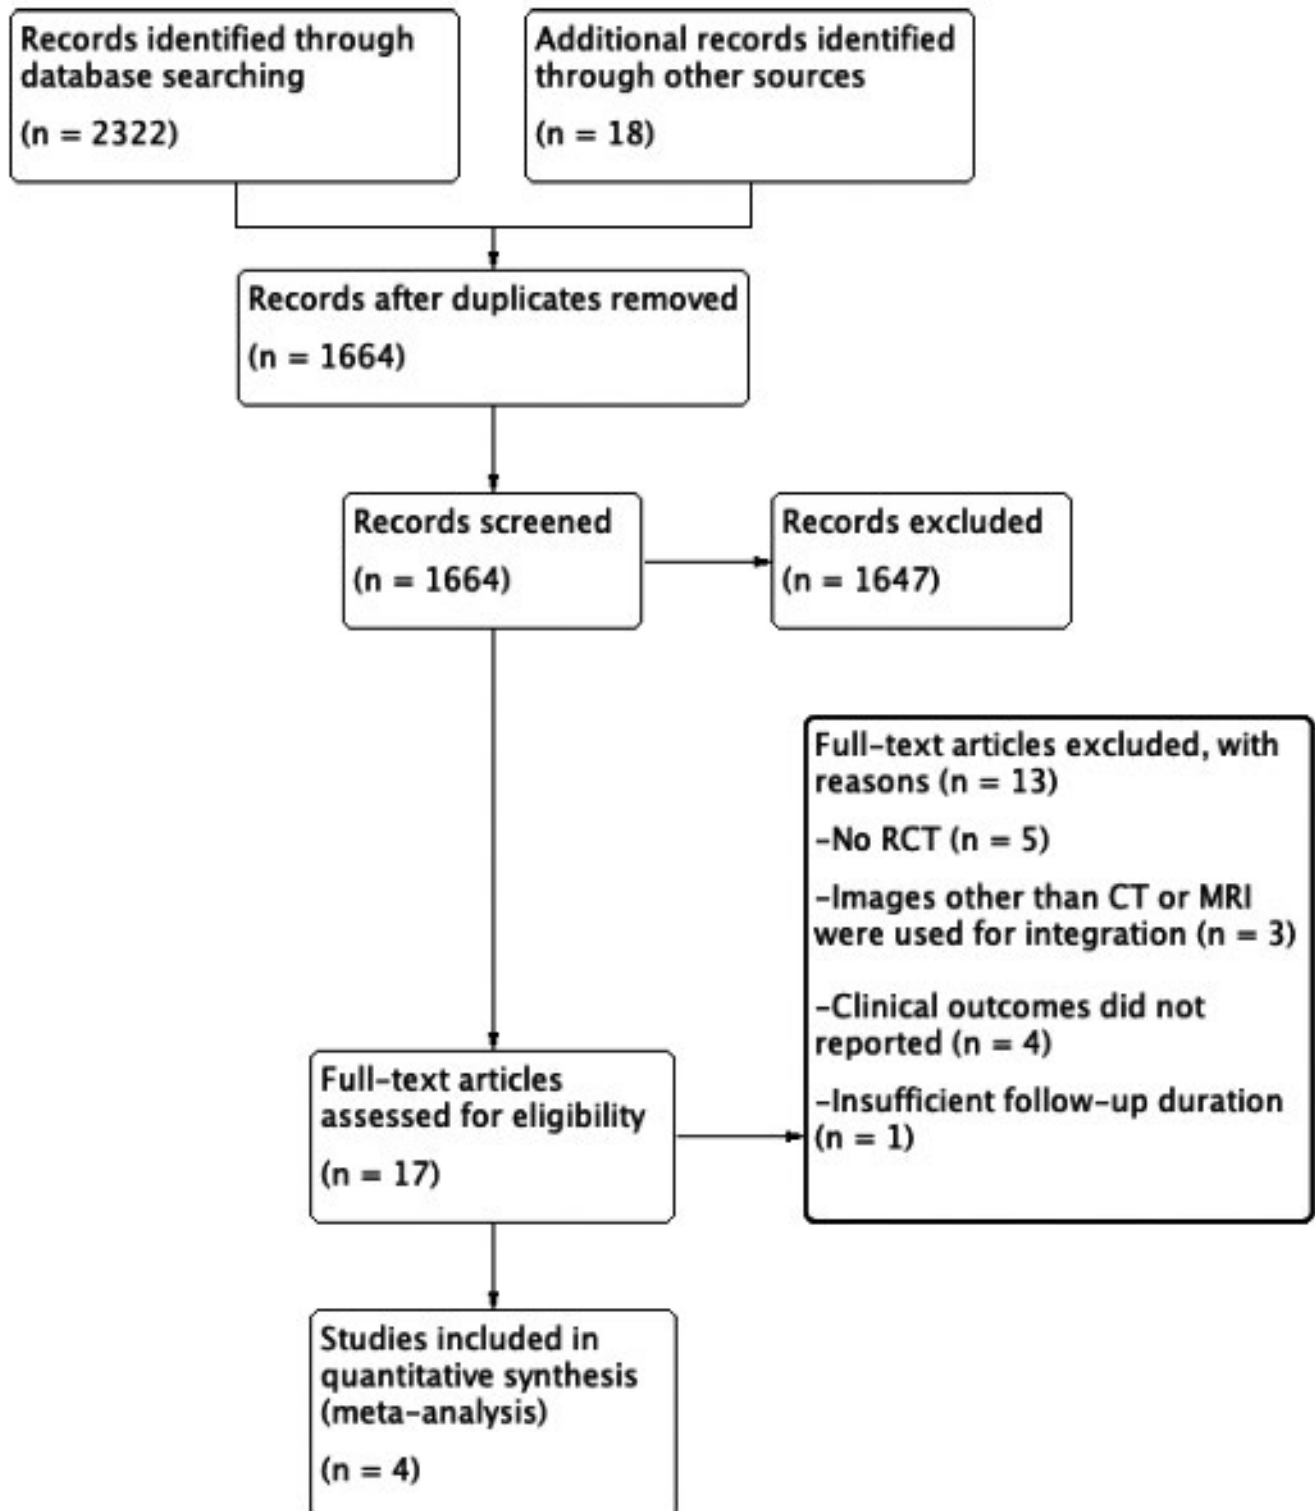 Records identified through
database searching
(n = 2322)
Additional records identified
through other sources
(n = 18)
Records after duplicates removed
(n = 1664)
Records screened
(n = 1664)
Records excluded
(n = 1647)
Full-text articles excluded, with
reasons (n = 13)
-No RCT (n = 5)
-Images other than CT or MRI
were used for integration (n = 3)
-Clinical outcomes did not
reported (n = 4)
-Insufficient follow-up duration
(n = 1)
Full-text articles
assessed for eligibility
(n = 17)
Studies included in
quantitative synthesis
(meta-analysis)
(n = 4)